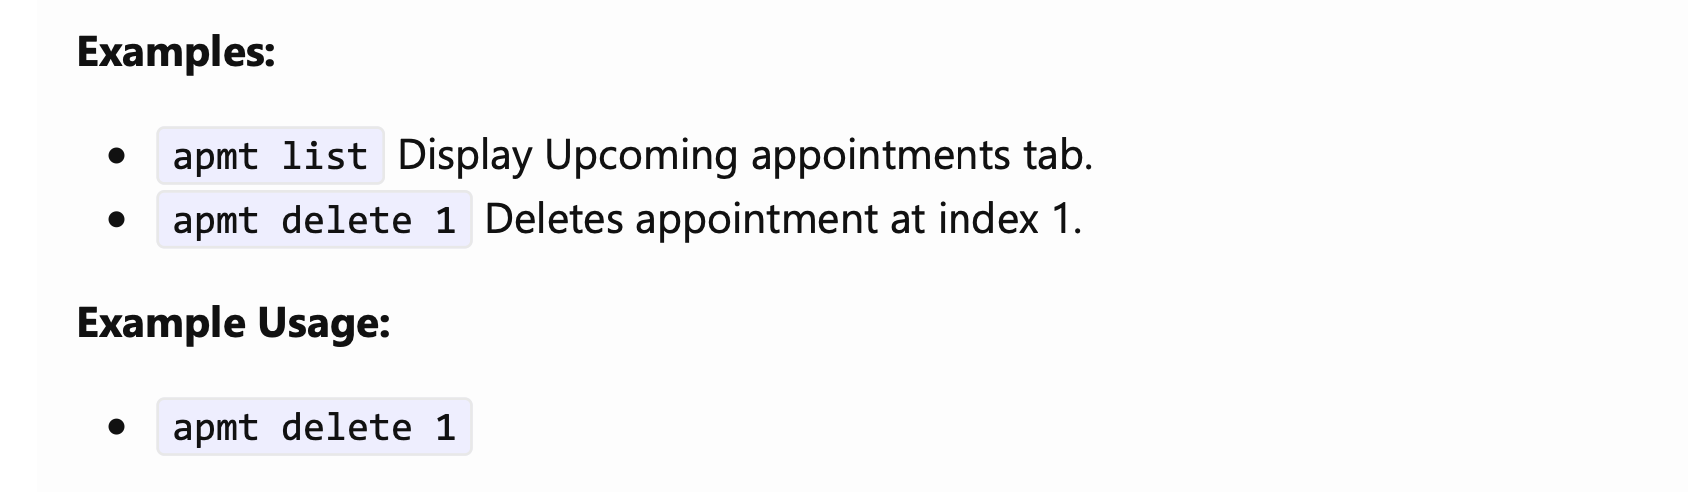 Examples:
apmt list Display Upcoming appointments tab.
apmt delete 1 Deletes appointment at index 1.
Example Usage:
apmt delete 1